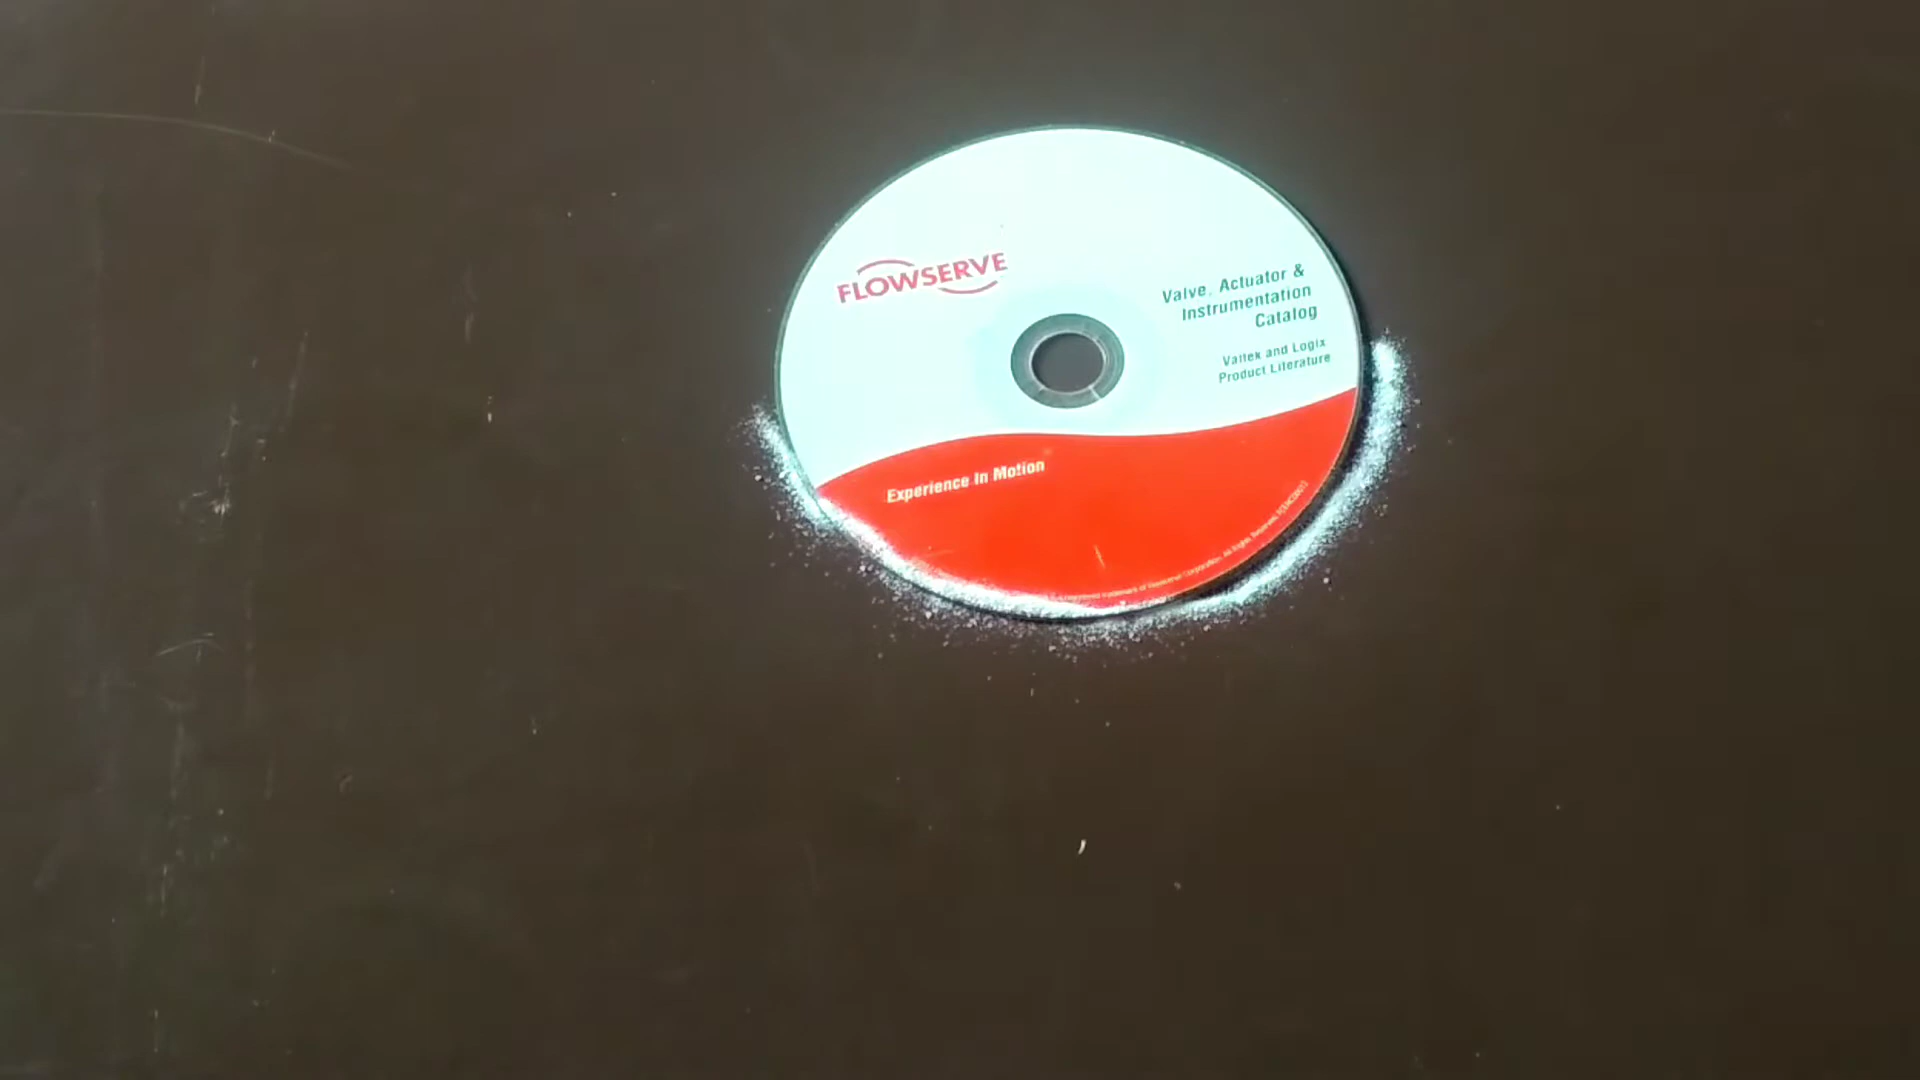 FLOWSERVE
Valve, Actuator &
Instrumentation
Catalog
Valtek and Logix
Product Literature
Experience In Motion